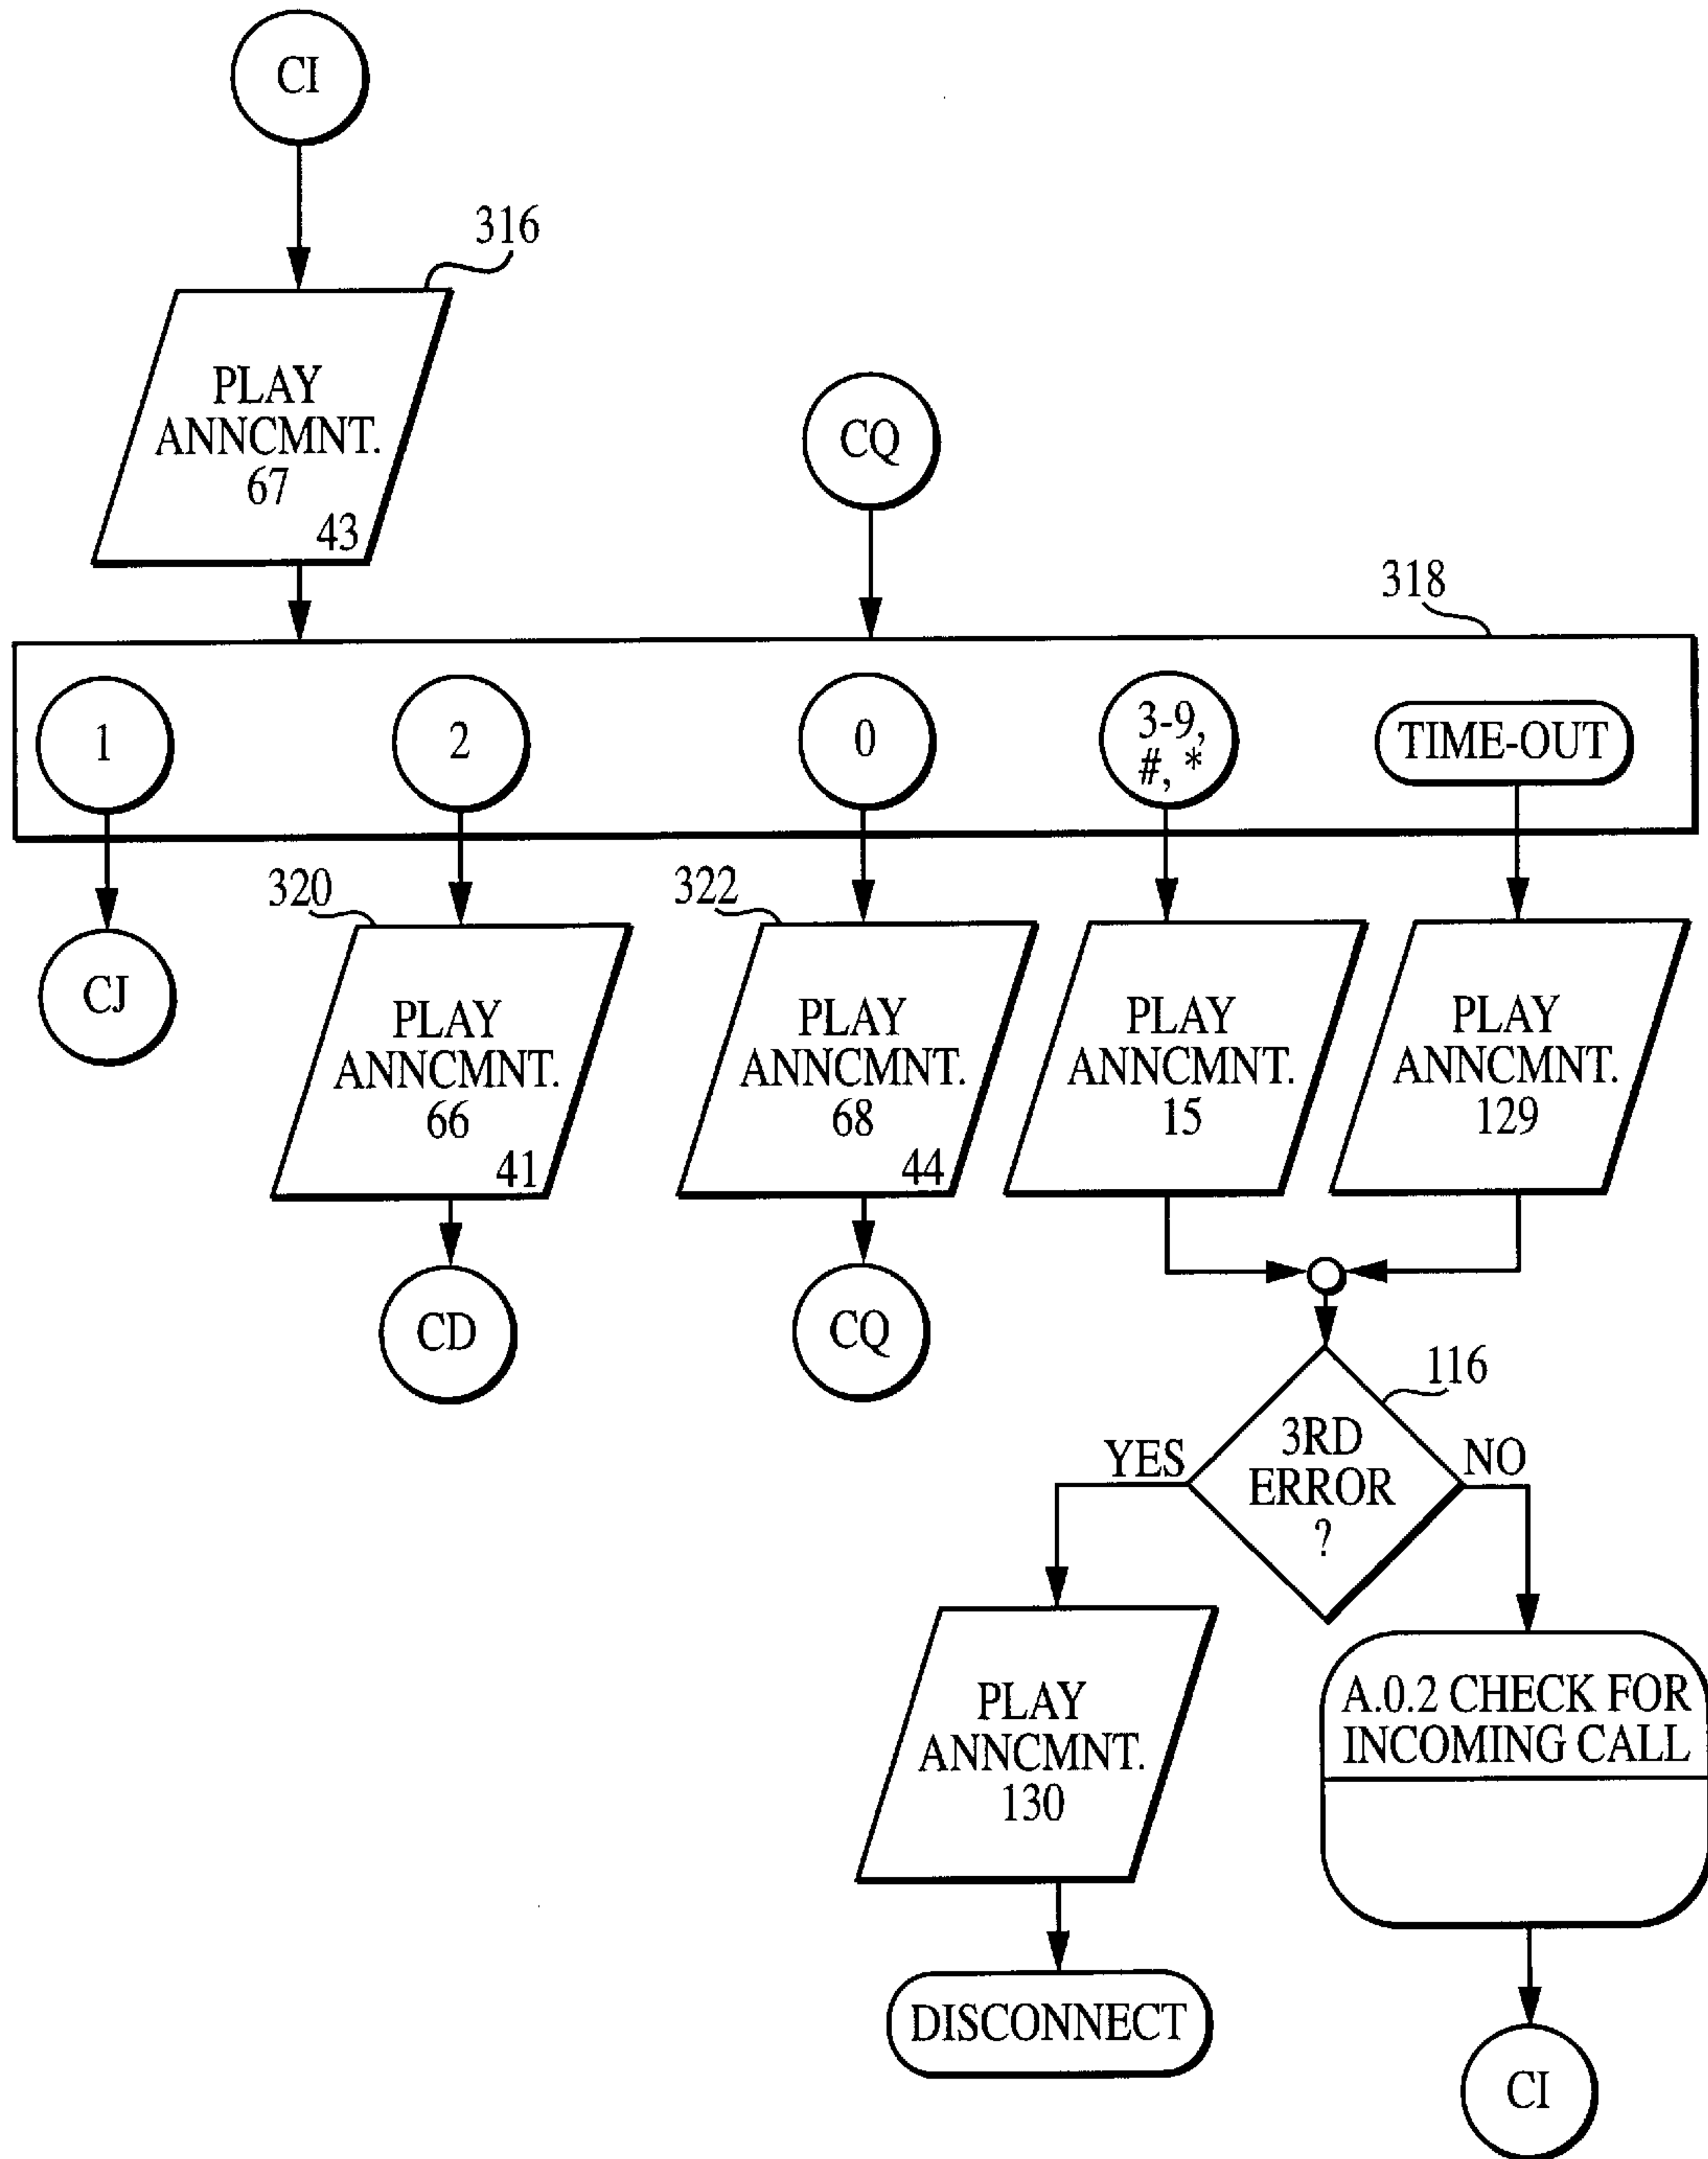 CI
316
PLAY
ANNCMNT.
67
43
CQ
318
1
2
0
3-9,
#, *
TIME-OUT
320
322
CJ
PLAY
ANNCMNT.
66
41
PLAY
ANNCMNT.
68
44
PLAY
ANNCMNT.
15
PLAY
ANNCMNT.
129
CD
CQ
116
3RD
ERROR
?
YES
NO
PLAY
ANNCMNT.
130
A.0.2 CHECK FOR
INCOMING CALL
DISCONNECT
CI